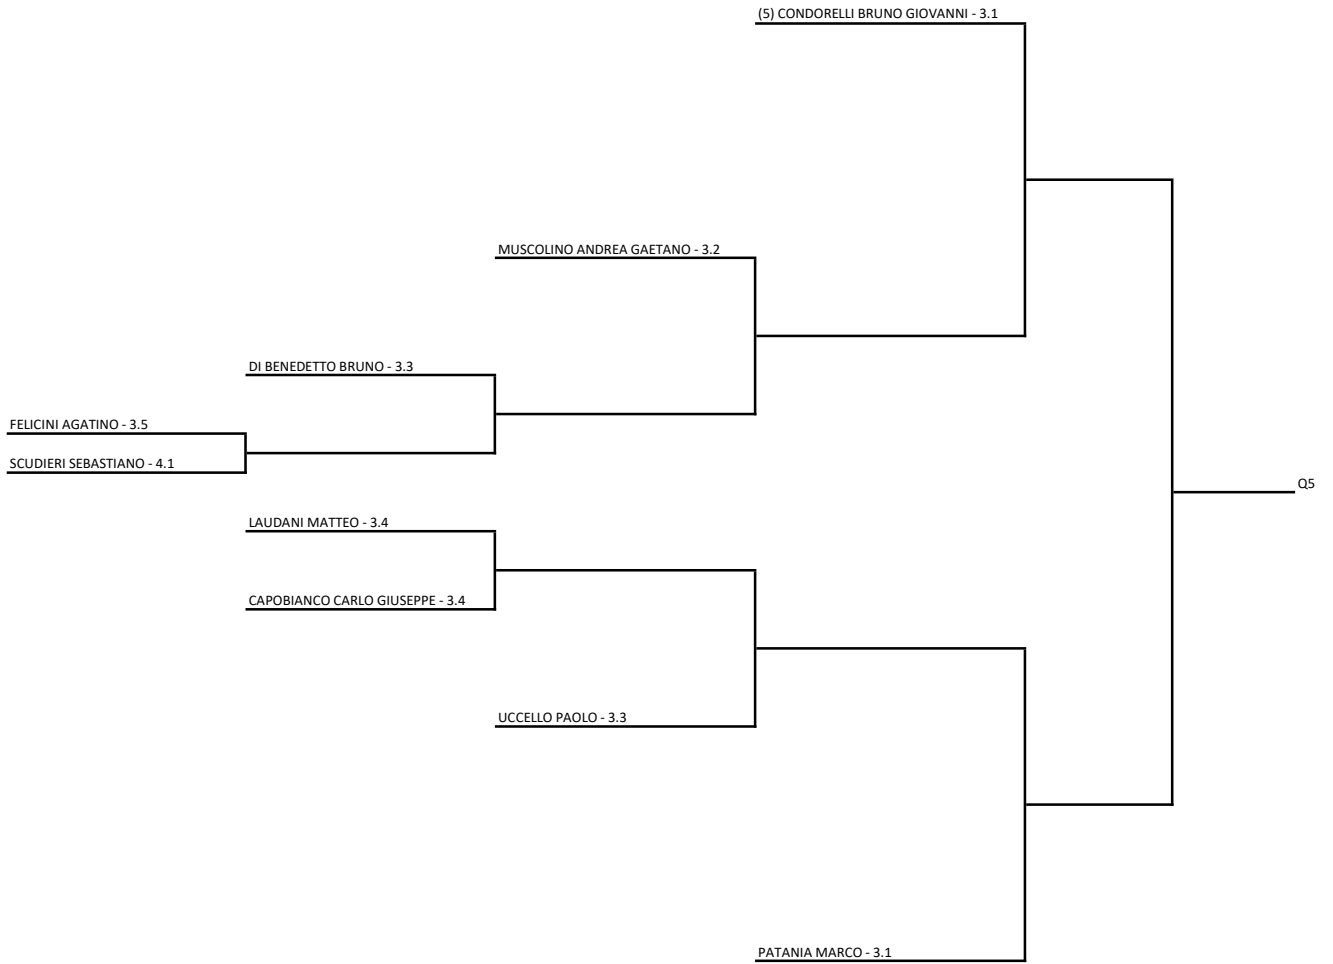 (5) CONDORELLI BRUNO GIOVANNI - 3.1
MUSCOLINO ANDREA GAETANO - 3.2
DI BENEDETTO BRUNO - 3.3
FELICINI AGATINO - 3.5
SCUDIERI SEBASTIANO - 4.1
Q5
LAUDANI MATTEO - 3.4
CAPOBIANCO CARLO GIUSEPPE - 3.4
UCCELLO PAOLO - 3.3
PATANIA MARCO - 3.1